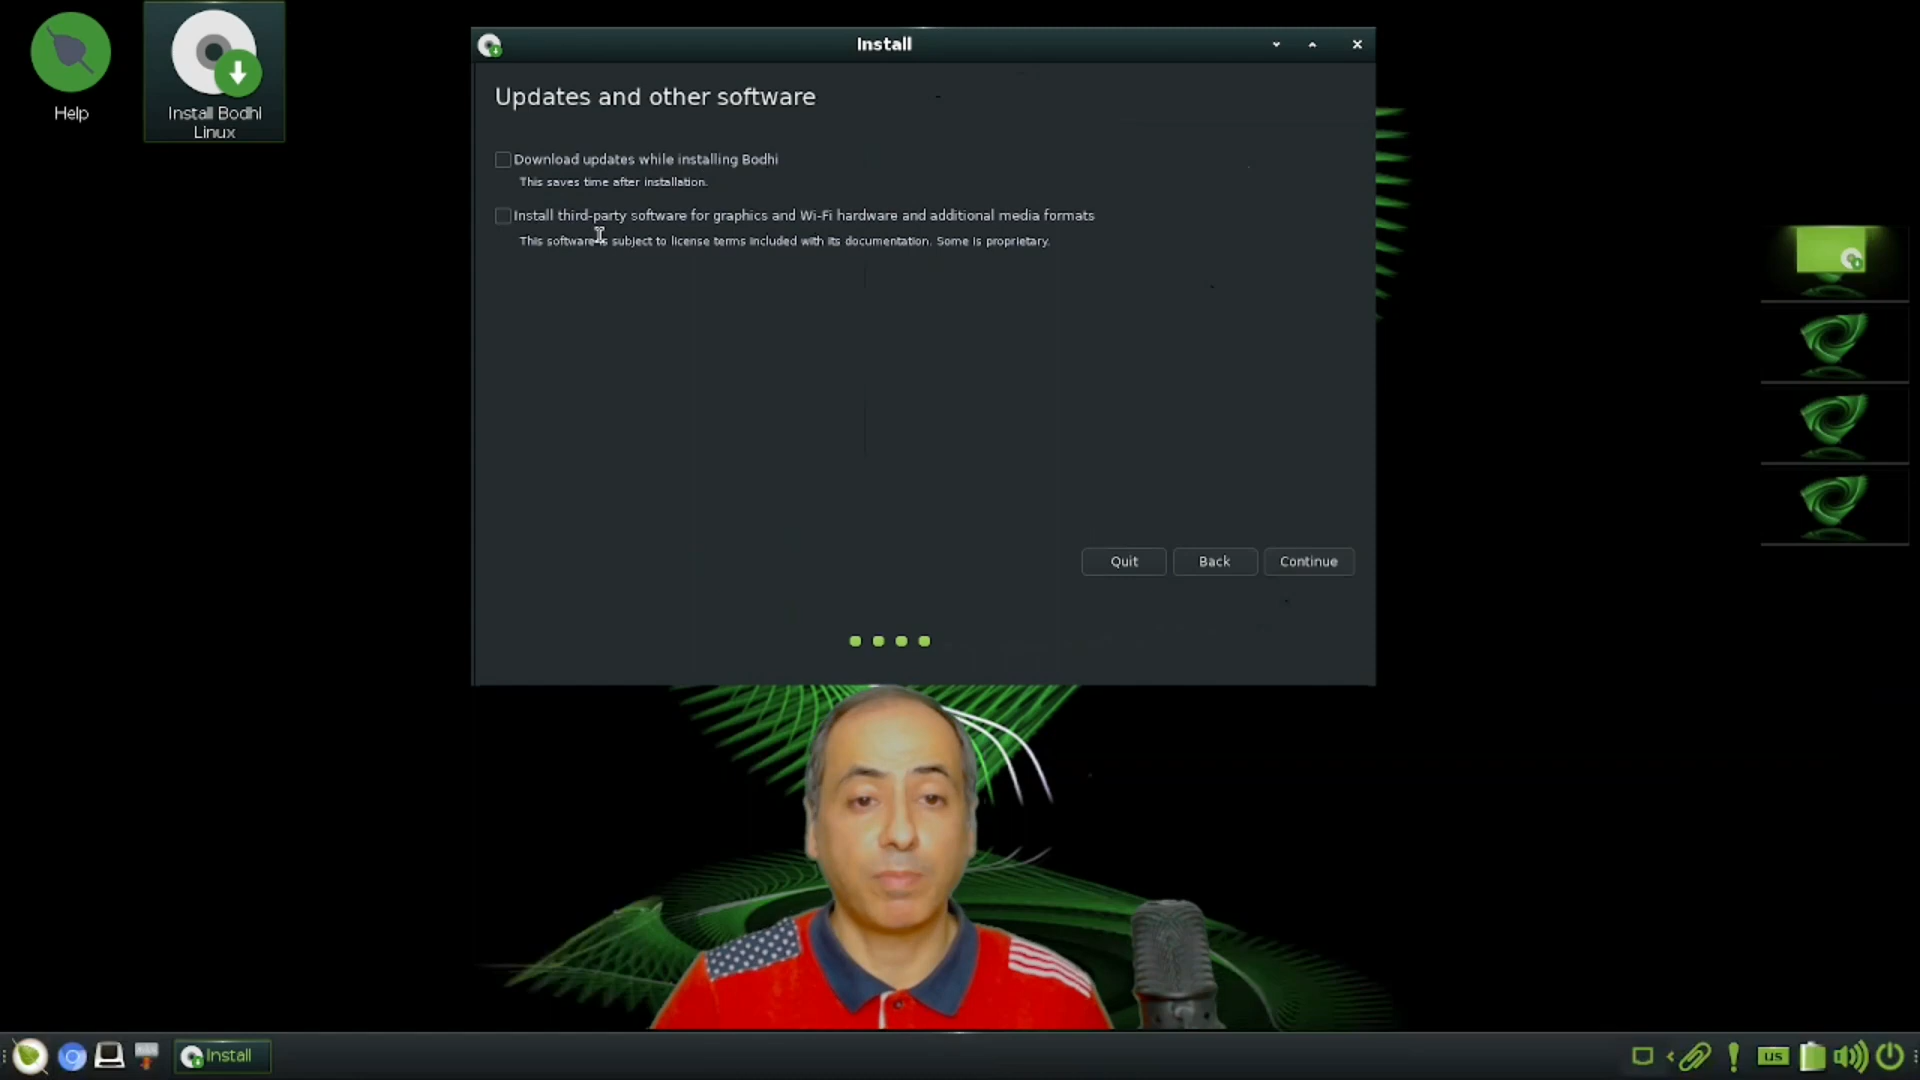 Help
Install Bodhi
Linux
Install
Updates and other software
Download updates while installing Bodhi
This saves time after installation.
Install third-party software for graphics and Wi-Fi hardware and additional media formats
This software is subject to license terms included with its documentation. Some is proprietary.
Quit
Back
Continue
Install
us